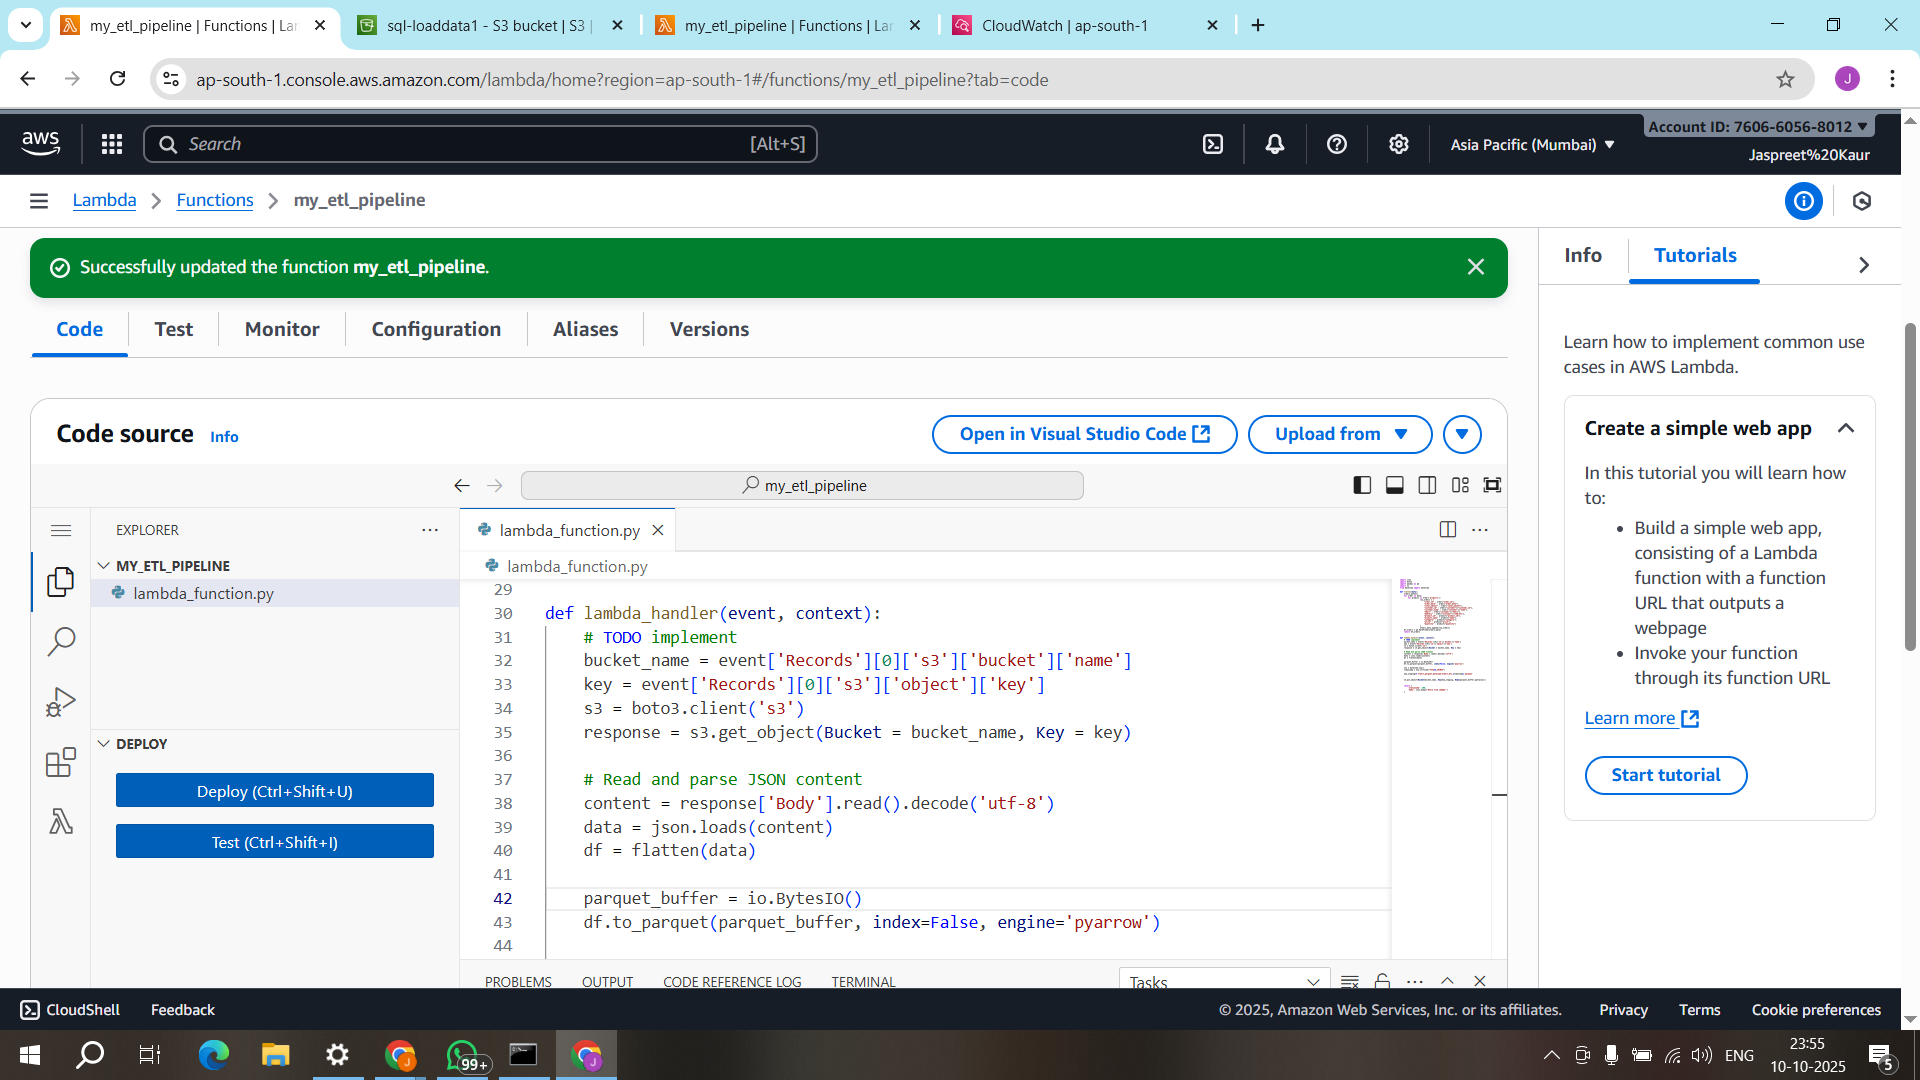 my_etl_pipeline | Functions | La
sql-loaddata1 - S3 bucket | S3 |
my_etl_pipeline | Functions | La
CloudWatch | ap-south-1
ap-south-1.console.aws.amazon.com/lambda/home?region=ap-south-1#/functions/my_etl_pipeline?tab=code
J
aws
Search
[Alt+S]
Asia Pacific (Mumbai) ▼
Account ID: 7606-6056-8012 ▼
Jaspreet%20Kaur
Lambda > Functions > my_etl_pipeline
Successfully updated the function my_etl_pipeline.
Code
Test
Monitor
Configuration
Aliases
Versions
Code source Info
Open in Visual Studio Code
Upload from ▼
my_etl_pipeline
EXPLORER
MY_ETL_PIPELINE
lambda_function.py
DEPLOY
Deploy (Ctrl+Shift+U)
Test (Ctrl+Shift+I)
lambda_function.py
lambda_function.py
29
30 def lambda_handler(event, context):
31 # TODO implement
32 bucket_name = event['Records'][0]['s3']['bucket']['name']
33 key = event['Records'][0]['s3']['object']['key']
34 s3 = boto3.client('s3')
35 response = s3.get_object(Bucket = bucket_name, Key = key)
36
37 # Read and parse JSON content
38 content = response['Body'].read().decode('utf-8')
39 data = json.loads(content)
40 df = flatten(data)
41
42 parquet_buffer = io.BytesIO()
43 df.to_parquet(parquet_buffer, index=False, engine='pyarrow')
44
PROBLEMS OUTPUT CODE REFERENCE LOG TERMINAL
Tasks
Info
Tutorials
Learn how to implement common use
cases in AWS Lambda.
Create a simple web app
In this tutorial you will learn how
to:
• Build a simple web app,
consisting of a Lambda
function with a function
URL that outputs a
webpage
• Invoke your function
through its function URL
Learn more
Start tutorial
CloudShell
Feedback
© 2025, Amazon Web Services, Inc. or its affiliates.
Privacy
Terms
Cookie preferences
J
99+
J
ENG
23:55
10-10-2025
5